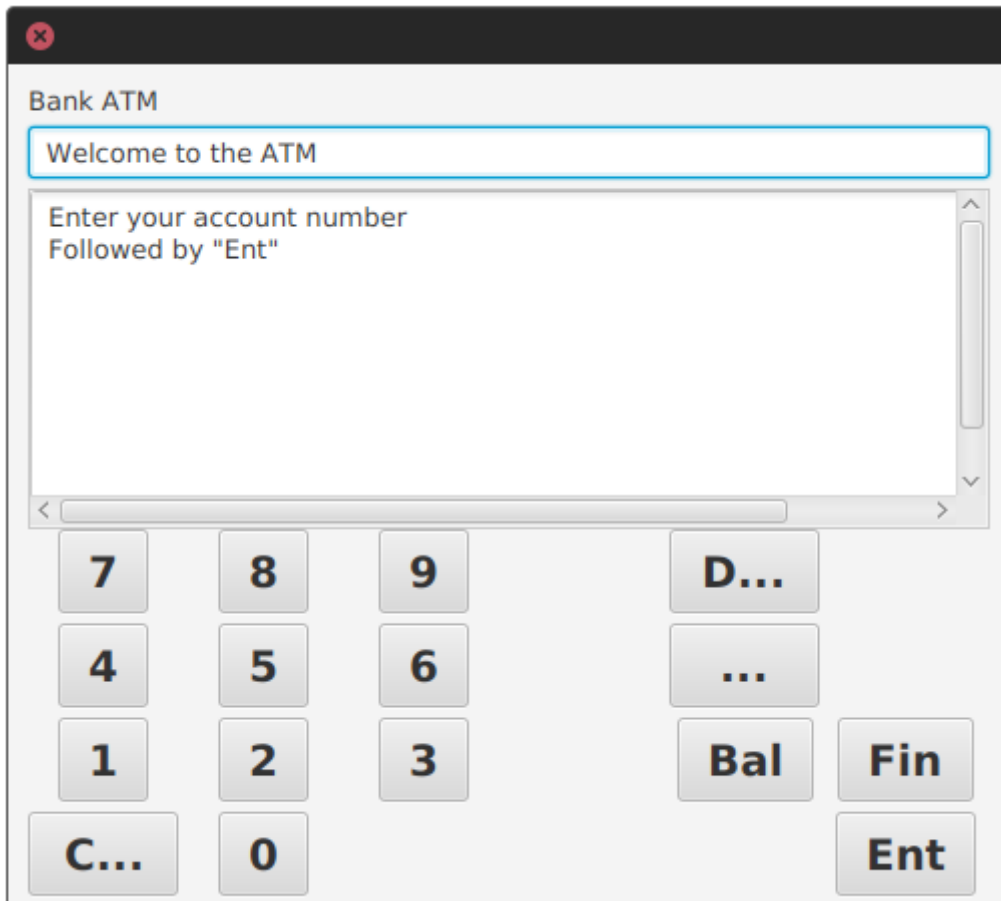 Bank ATM
Welcome to the ATM
Enter your account number
Followed by "Ent"
7 8 9 D...
4 5 6 ...
1 2 3 Bal Fin
C... 0 Ent